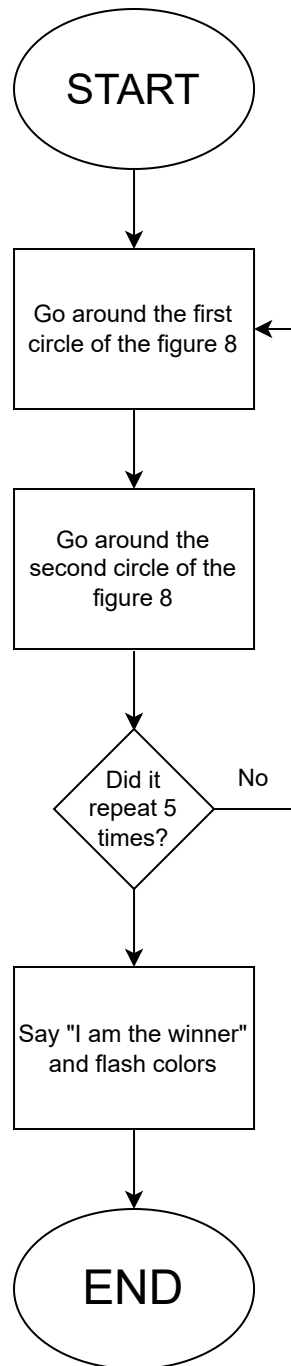 START
Go around the first
circle of the figure 8
Go around the
second circle of the
figure 8
Did it
repeat 5
times?
No
Say "I am the winner"
and flash colors
END